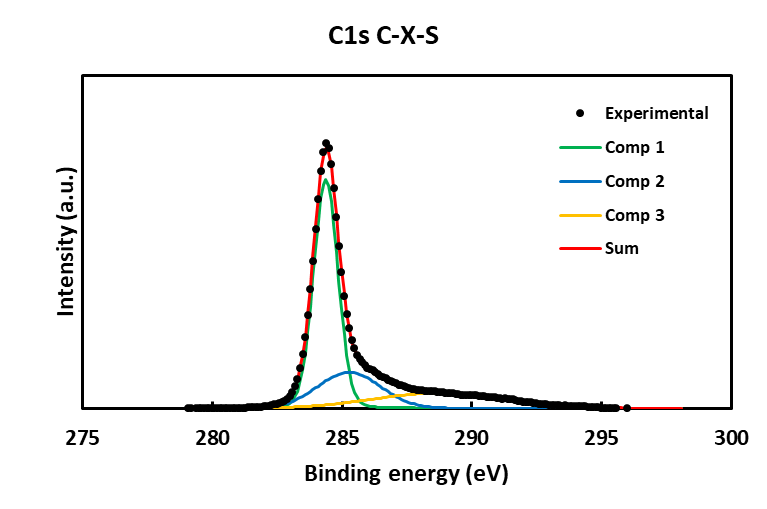 C1s C-X-S
Intensity (a.u.)
Experimental
Comp 1
Comp 2
Comp 3
Sum
275 280 285 290 295 300
Binding energy (eV)